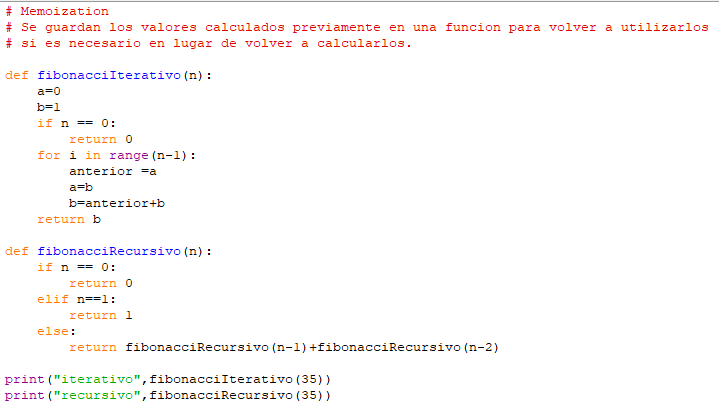 # Memoization
# Se guardan los valores calculados previamente en una funcion para volver a utilizarlos
# si es necesario en lugar de volver a calcularlos.

def fibonacciIterativo(n):
    a=0
    b=1
    if n == 0:
        return 0
    for i in range(n-1):
        anterior =a
        a=b
        b=anterior+b
    return b

def fibonacciRecursivo(n):
    if n == 0:
        return 0
    elif n==1:
        return 1
    else:
        return fibonacciRecursivo(n-1)+fibonacciRecursivo(n-2)

print("iterativo",fibonacciIterativo(35))
print("recursivo",fibonacciRecursivo(35))